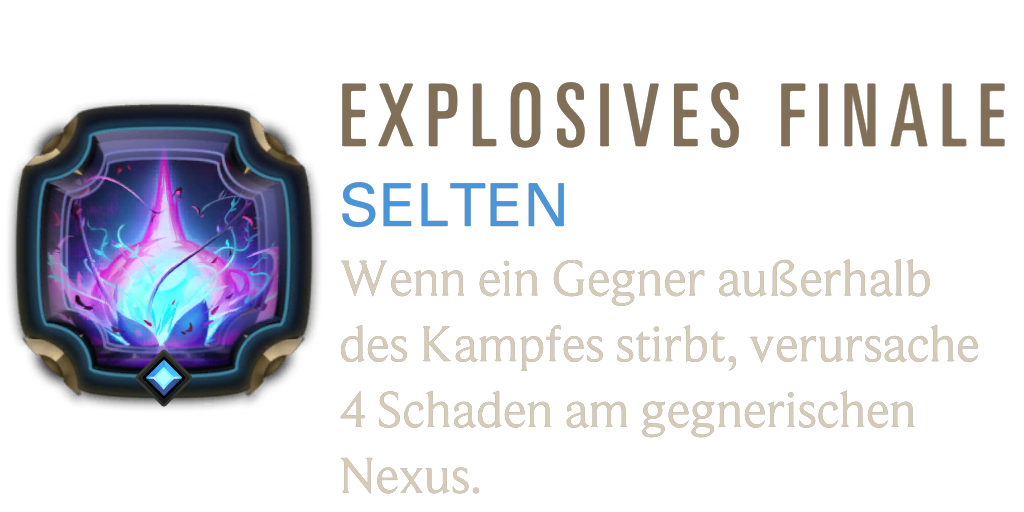 EXPLOSIVES FINALE
SELTEN
Wenn ein Gegner außerhalb
des Kampfes stirbt, verursache
4 Schaden am gegnerischen
Nexus.